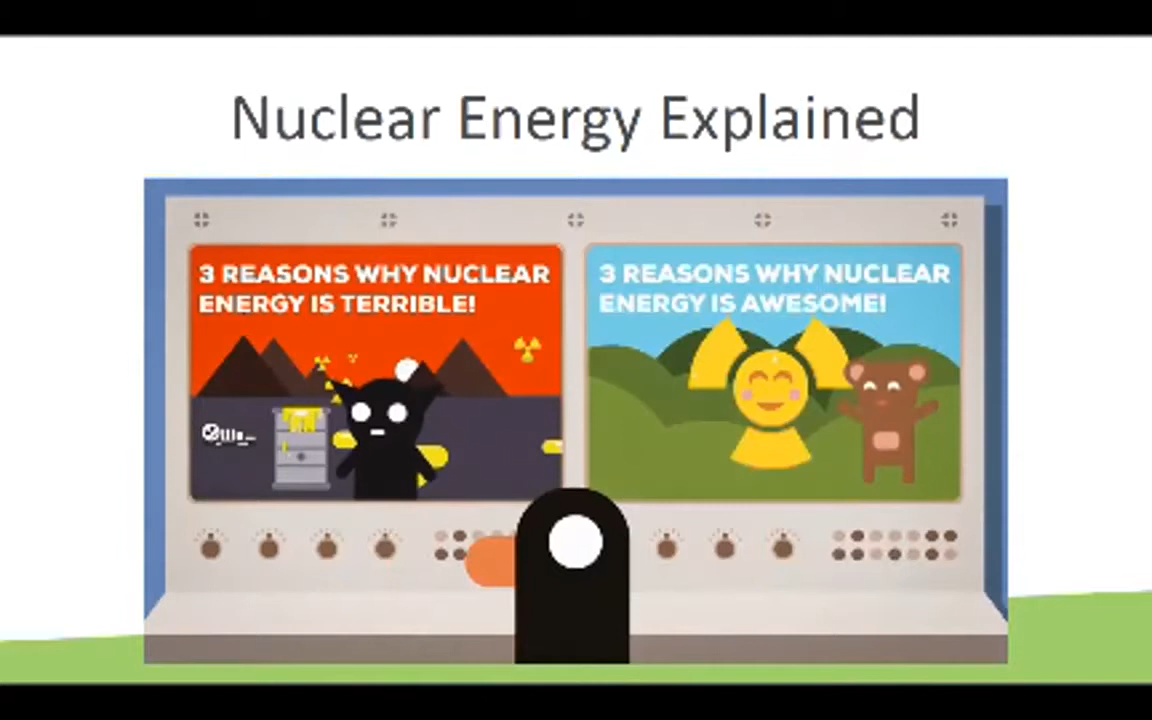 Nuclear Energy Explained
3 REASONS WHY NUCLEAR
ENERGY IS TERRIBLE!
3 REASONS WHY NUCLEAR
ENERGY IS AWESOME!